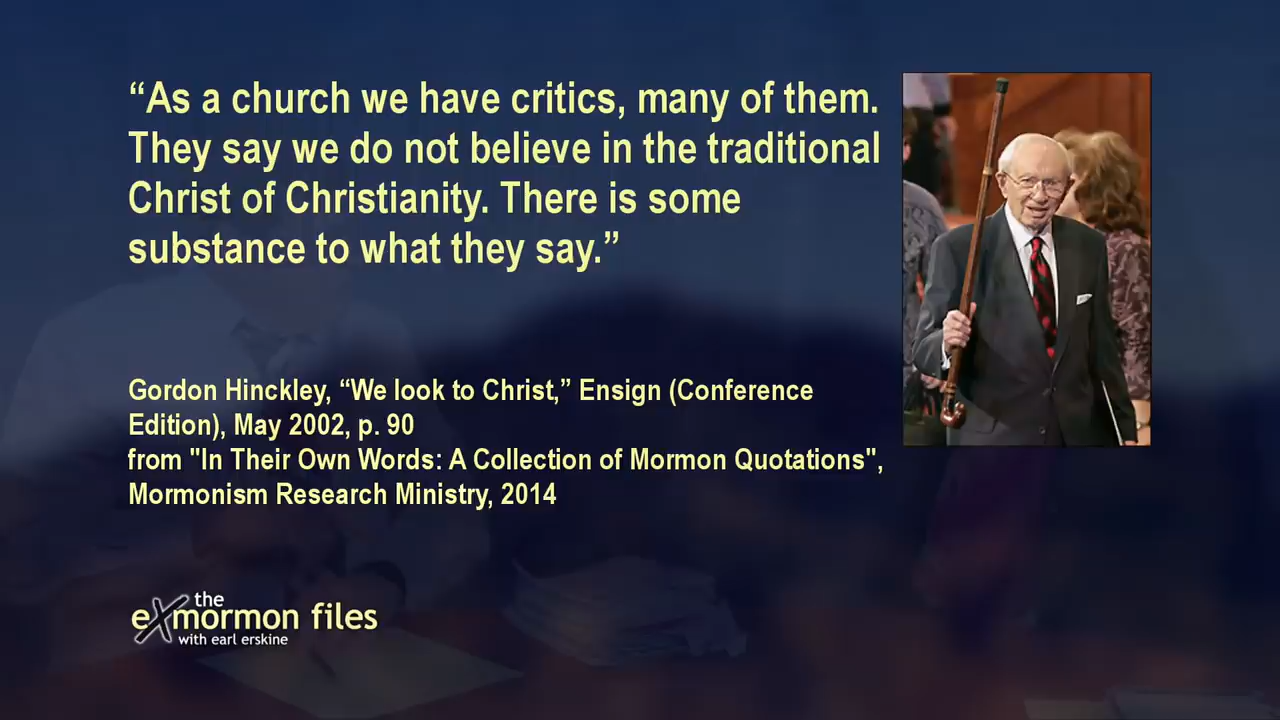 “As a church we have critics, many of them.
They say we do not believe in the traditional
Christ of Christianity. There is some
substance to what they say.”
Gordon Hinckley, “We look to Christ,” Ensign (Conference
Edition), May 2002, p. 90
from "In Their Own Words: A Collection of Mormon Quotations",
Mormonism Research Ministry, 2014
the
exmormon files
with earl erskine